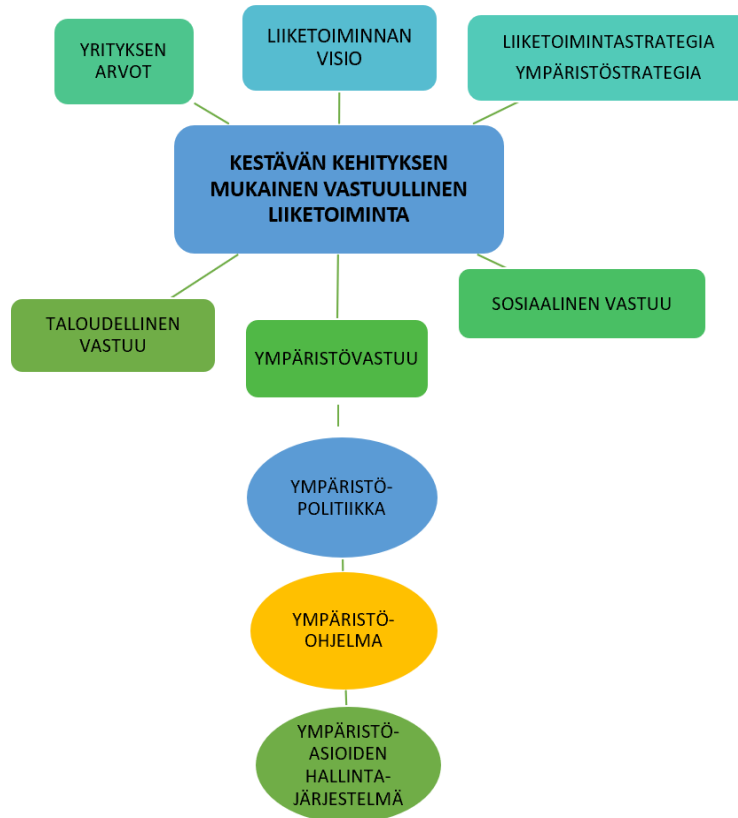 YRITYKSEN
ARVOT
LIIKETOIMINNAN
VISIO
LIIKETOIMINTASTRATEGIA
YMPÄRISTÖSTRATEGIA
KESTÄVÄN KEHITYKSEN
MUKAINEN VASTUULLINEN
LIIKETOIMINTA
TALOUDELLINEN
VASTUU
YMPÄRISTÖVASTUU
SOSIAALINEN VASTUU
YMPÄRISTÖ-
POLITIIKKA
YMPÄRISTÖ-
OHJELMA
YMPÄRISTÖ-
ASIOIDEN
HALLINTA-
JÄRJESTELMÄ